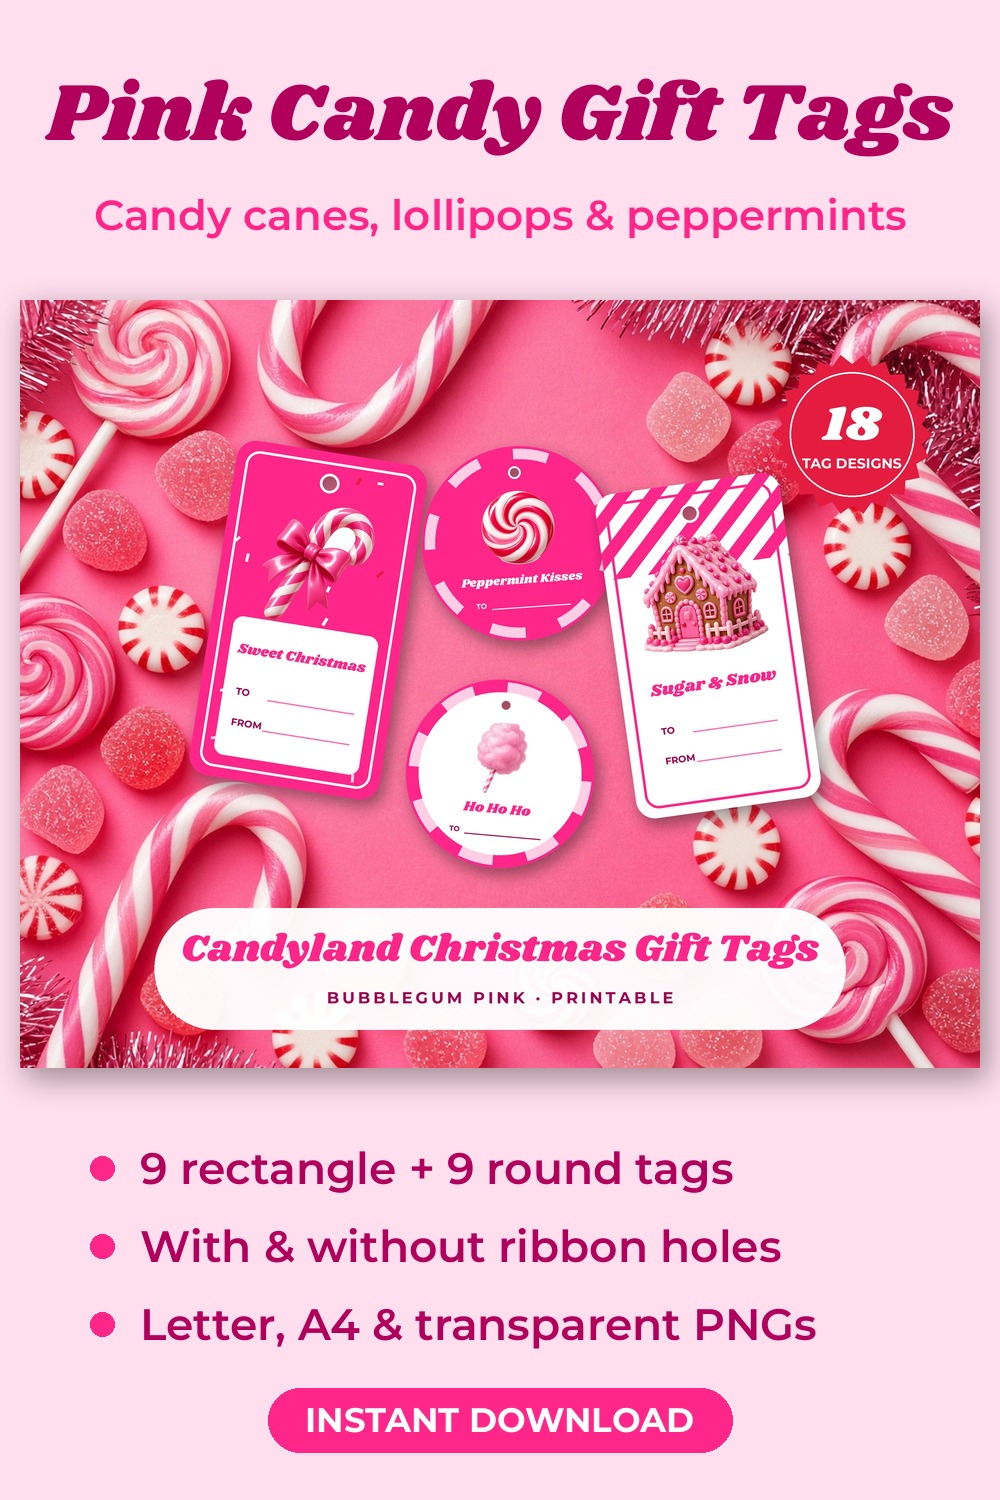 Pink Candy Gift Tags
Candy canes, lollipops & peppermints
18
TAG DESIGNS
Peppermint Kisses
TO
Sweet Christmas
TO
FROM
Sugar & Snow
TO
FROM
Ho Ho Ho
TO
Candyland Christmas Gift Tags
BUBBLEGUM PINK · PRINTABLE
9 rectangle + 9 round tags
With & without ribbon holes
Letter, A4 & transparent PNGs
INSTANT DOWNLOAD